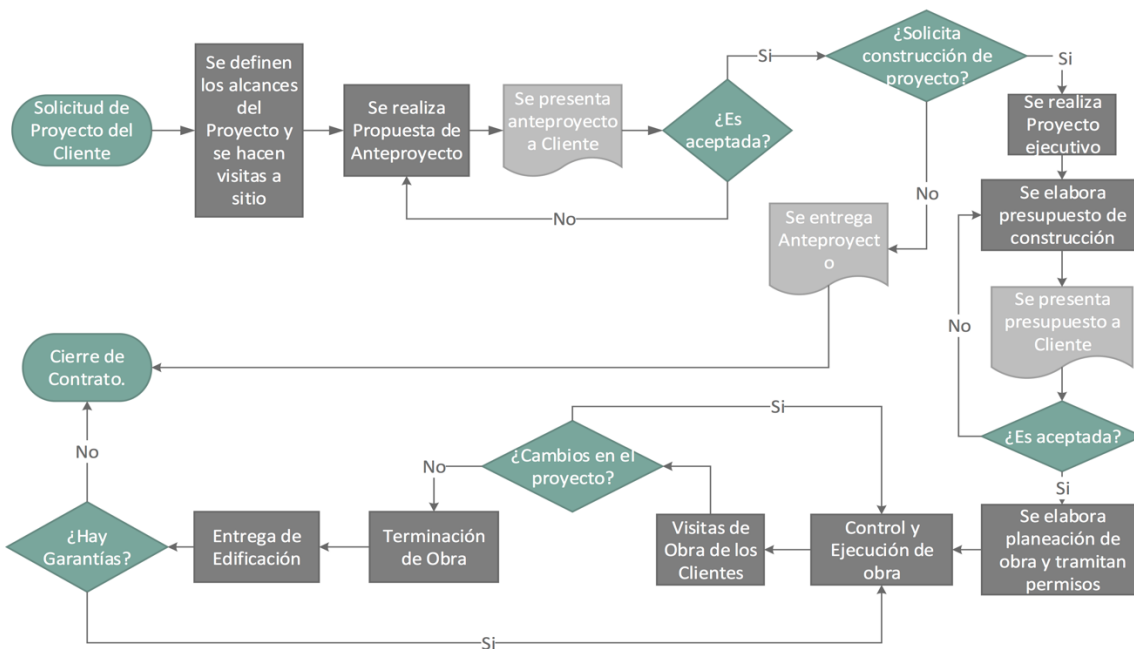 Solicitud de
Proyecto del
Cliente
Se definen
los alcances
del
Proyecto y
se hacen
visitas a
sitio
Se realiza
Propuesta de
Anteproyecto
Se presenta
anteproyecto
a Cliente
¿Es
aceptada?
Si
No
¿Solicita
construcción de
proyecto?
Si
No
Se realiza
Proyecto
ejecutivo
Se elabora
presupuesto de
construcción
Se entrega
Anteproyect
o
Se presenta
presupuesto a
Cliente
No
¿Es aceptada?
Si
Cierre de
Contrato.
No
Si
¿Cambios en el
proyecto?
No
¿Hay
Garantías?
Entrega de
Edificación
Terminación
de Obra
Visitas de
Obra de los
Clientes
Control y
Ejecución de
obra
Se elabora
planeación de
obra y tramitan
permisos
Si